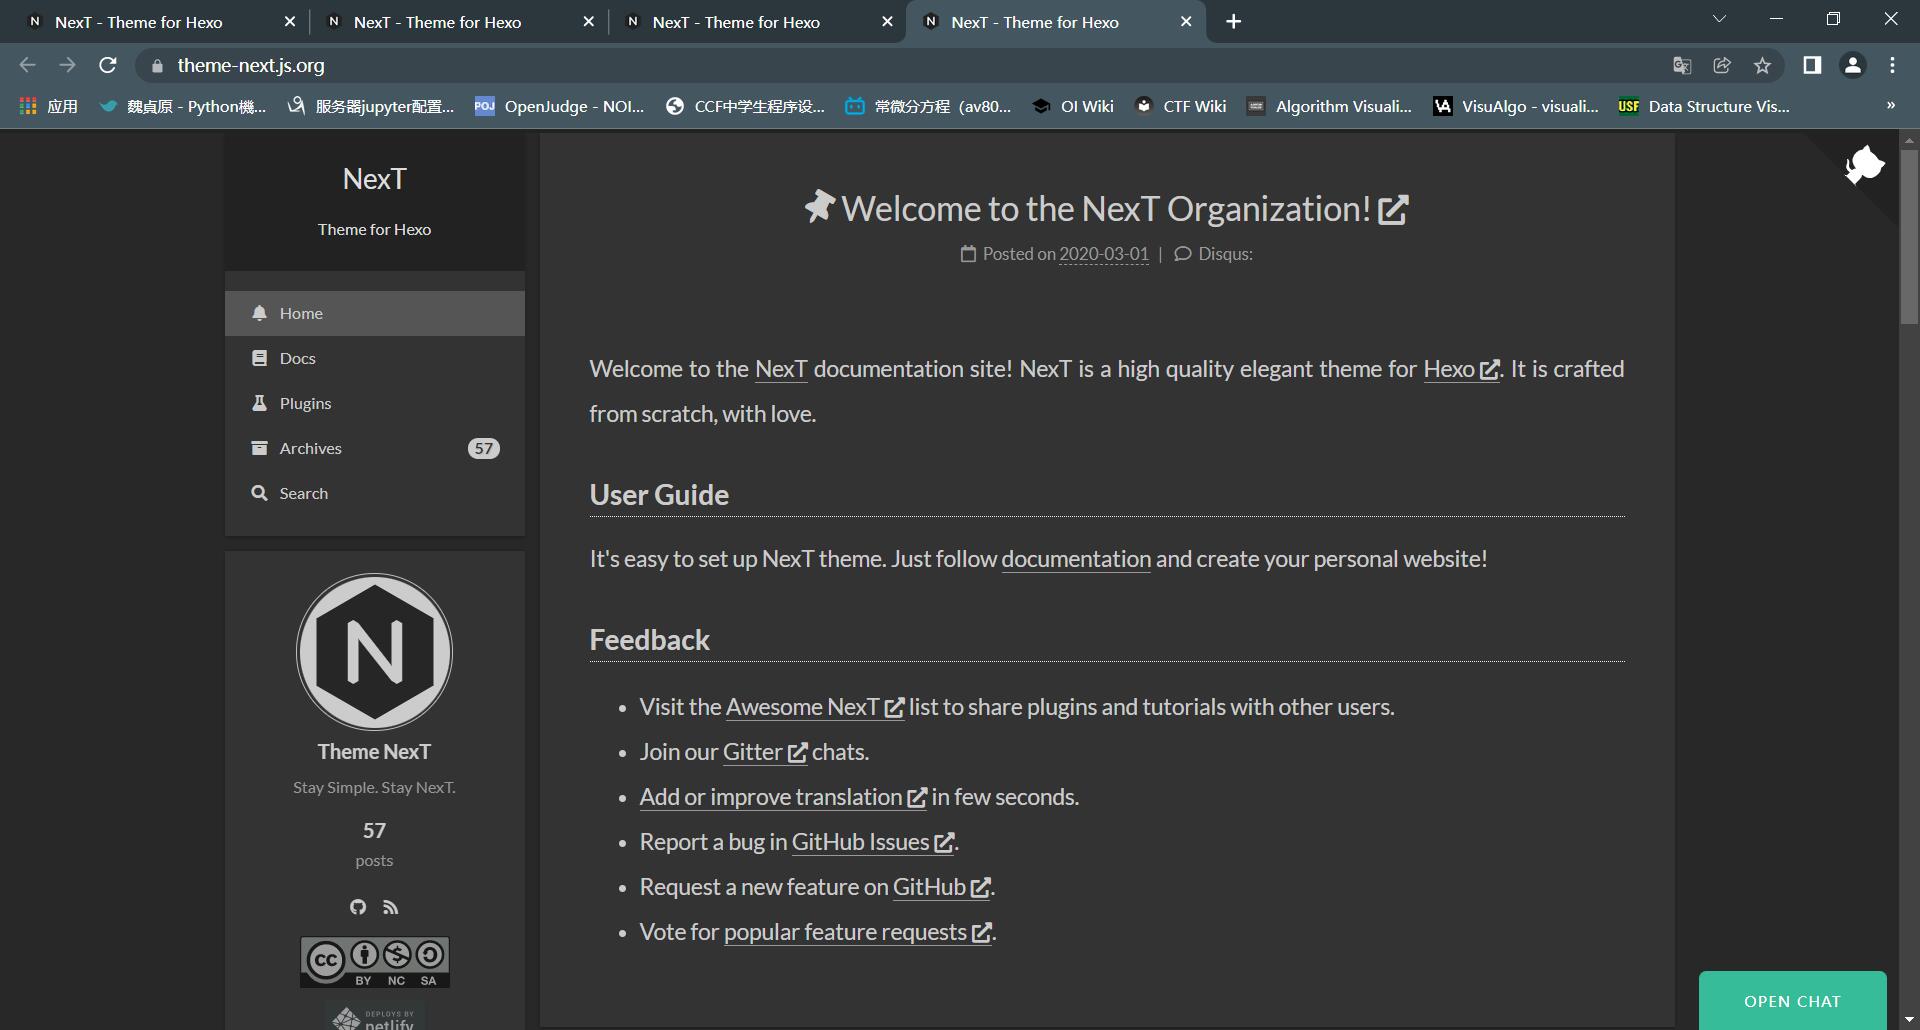 NexT - Theme for Hexo
NexT - Theme for Hexo
NexT - Theme for Hexo
NexT - Theme for Hexo
theme-next.js.org
应用
魏贞原 - Python機...
服务器jupyter配置...
POJ
OpenJudge - NOI...
CCF中学生程序设...
常微分方程（av80...
OI Wiki
CTF Wiki
Algorithm Visuali...
VisuAlgo - visuali...
USF
Data Structure Vis...
»
NexT
Theme for Hexo
Home
Docs
Plugins
Archives 57
Search
N
Theme NexT
Stay Simple. Stay NexT.
57
posts
CC
BY NC SA
DEPLOYS BY
netlify
Welcome to the NexT Organization!
Posted on 2020-03-01 | Disqus:
Welcome to the NexT documentation site! NexT is a high quality elegant theme for Hexo. It is crafted
from scratch, with love.
User Guide
It's easy to set up NexT theme. Just follow documentation and create your personal website!
Feedback
• Visit the Awesome NexT list to share plugins and tutorials with other users.
• Join our Gitter chats.
• Add or improve translation in few seconds.
• Report a bug in GitHub Issues.
• Request a new feature on GitHub.
• Vote for popular feature requests.
OPEN CHAT